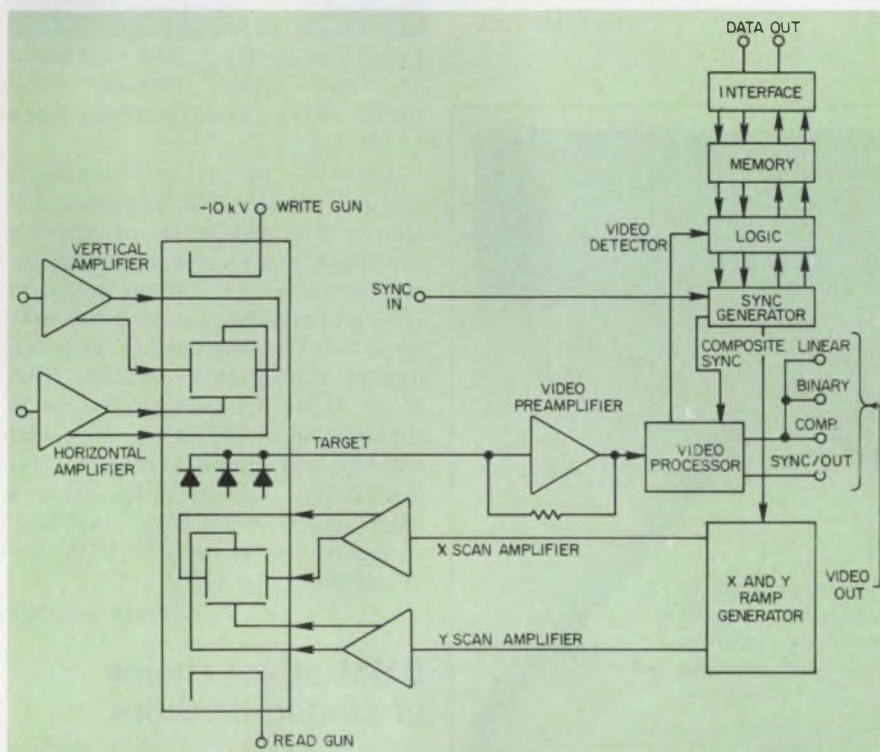 DATA OUT
INTERFACE
MEMORY
-10 kV
WRITE GUN
VERTICAL
AMPLIFIER
VIDEO
DETECTOR
LOGIC
SYNC
IN
SYNC
GENERATOR
COMPOSITE
SYNC
LINEAR
BINARY
COMP.
SYNC/OUT
VIDEO
PREAMPLIFIER
TARGET
HORIZONTAL
AMPLIFIER
VIDEO
PROCESSOR
X SCAN AMPLIFIER
X AND Y
RAMP
GENERATOR
VIDEO
OUT
Y SCAN AMPLIFIER
READ GUN